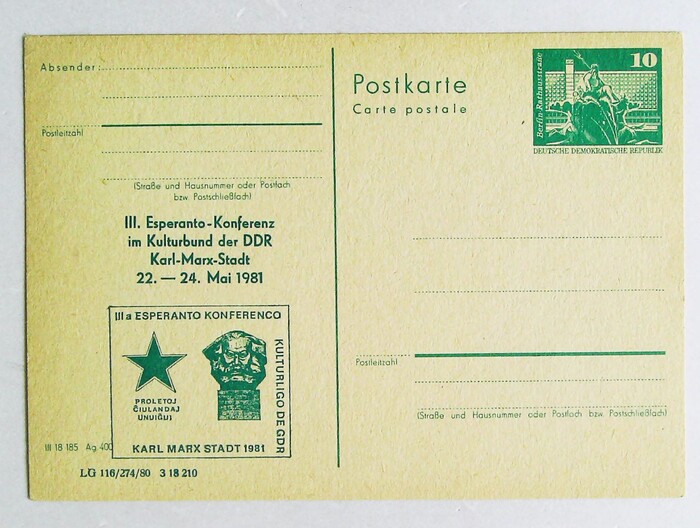 Absender:
Postleitzahl
(Straße und Hausnummer oder Postfach
bzw. Postschließfach)
III. Esperanto-Konferenz
im Kulturbund der DDR
Karl-Marx-Stadt
22. — 24. Mai 1981
III a ESPERANTO KONFERENCO
PROLETOJ
ĈIULANDAJ
UNUIĜU!
KULTURLIGO DE GDR
KARL MARX STADT 1981
III 18 185 Ag 400
LG 116/274/80 3 18 210
Postkarte
Carte postale
10
Berlin, Rathausstraße
DEUTSCHE DEMOKRATISCHE REPUBLIK
Postleitzahl
(Straße und Hausnummer oder Postfach bzw. Postschließfach)